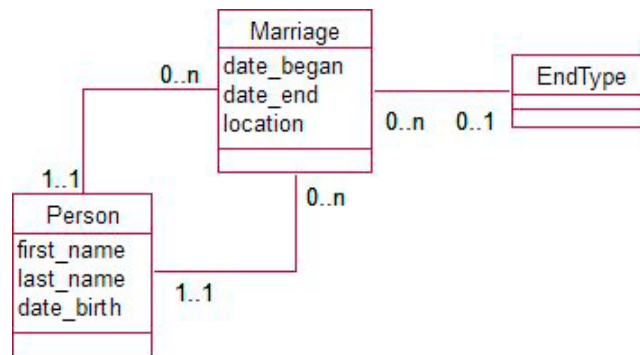 Marriage
date_began
date_end
location
0..n
0..n
0..1
EndType
1..1
0..n
Person
first_name
last_name
date_birth
1..1